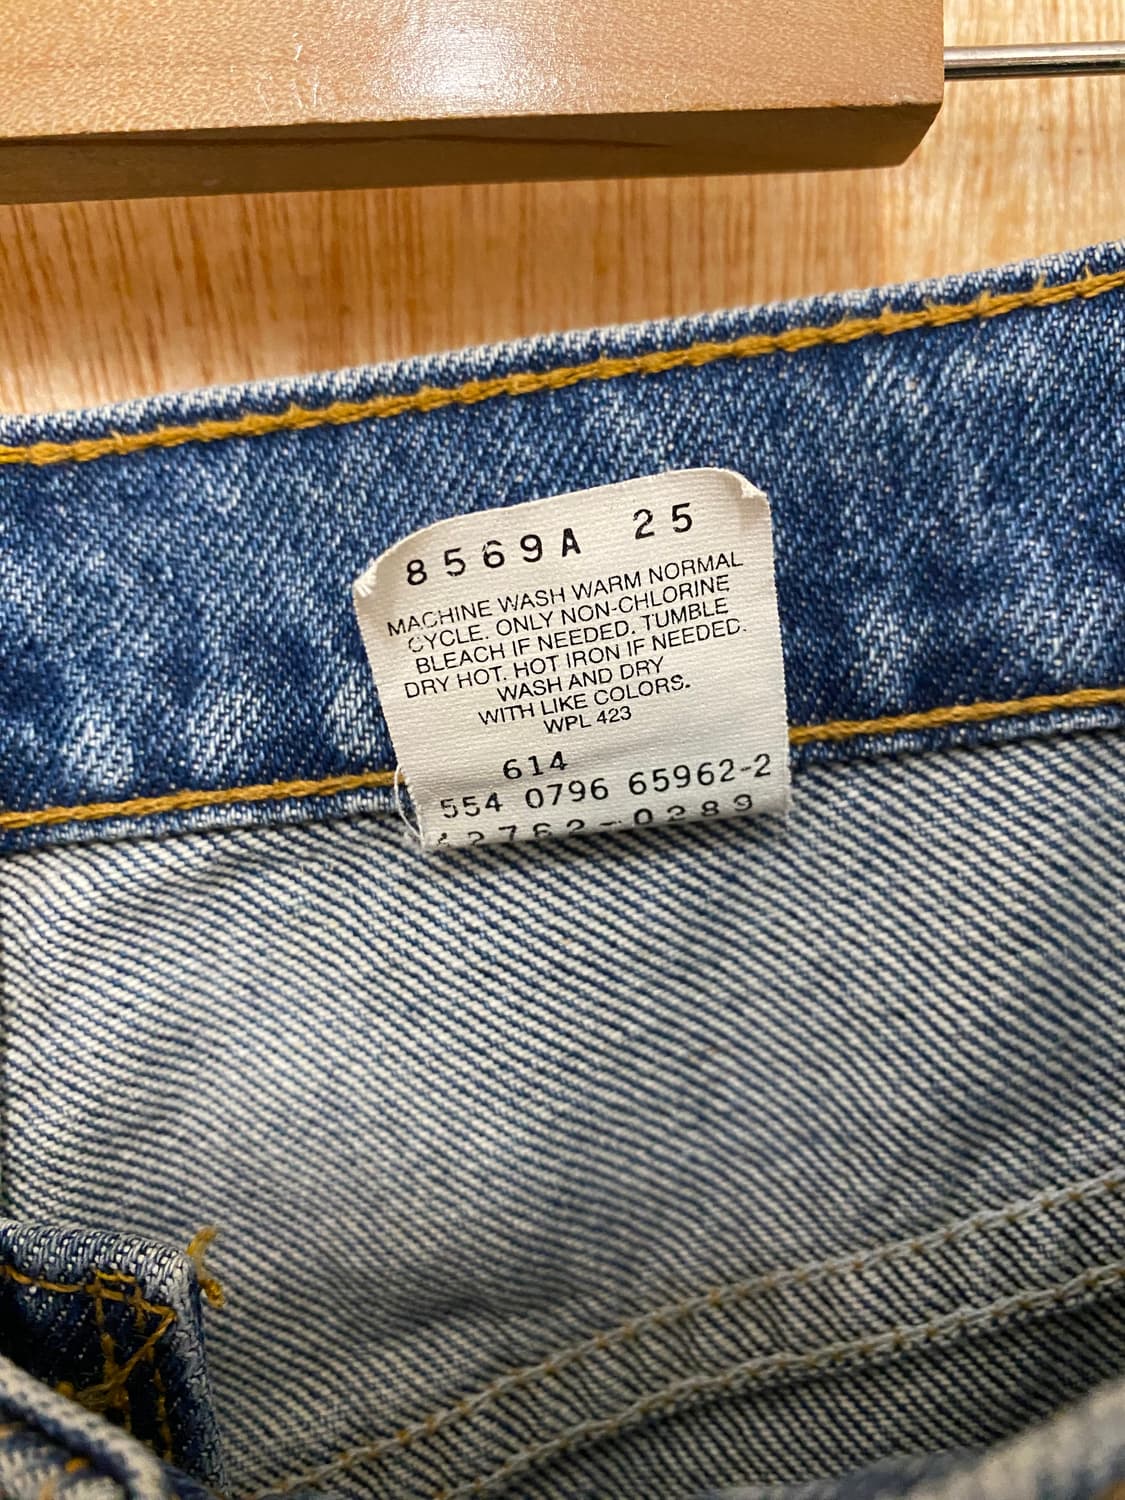 8569A 25
MACHINE WASH WARM NORMAL
CYCLE. ONLY NON-CHLORINE
BLEACH IF NEEDED. TUMBLE
DRY HOT. HOT IRON IF NEEDED.
WASH AND DRY
WITH LIKE COLORS.
WPL 423
614
554 0796 65962-2